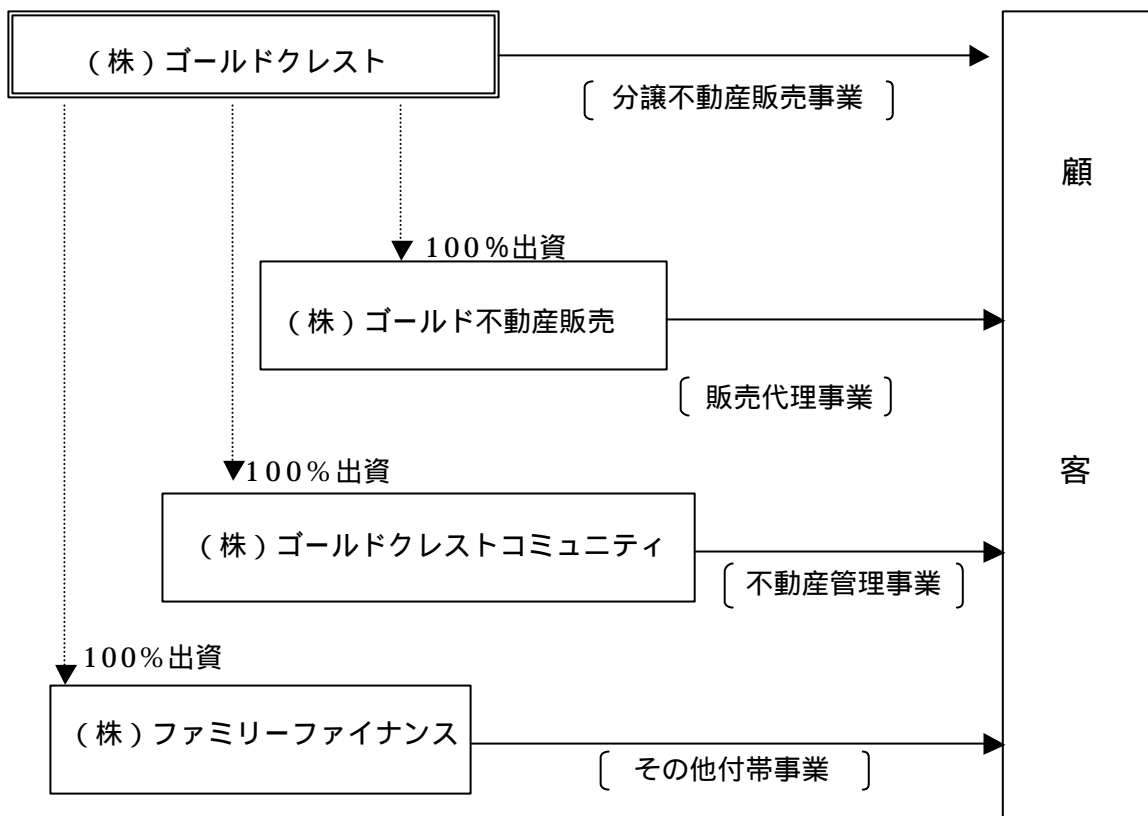 （株）ゴールドクレスト
〔 分譲不動産販売事業 〕
100％出資
（株）ゴールド不動産販売
〔 販売代理事業 〕
100％出資
（株）ゴールドクレストコミュニティ
〔 不動産管理事業 〕
100％出資
（株）ファミリーファイナンス
〔 その他付帯事業 〕
顧
客